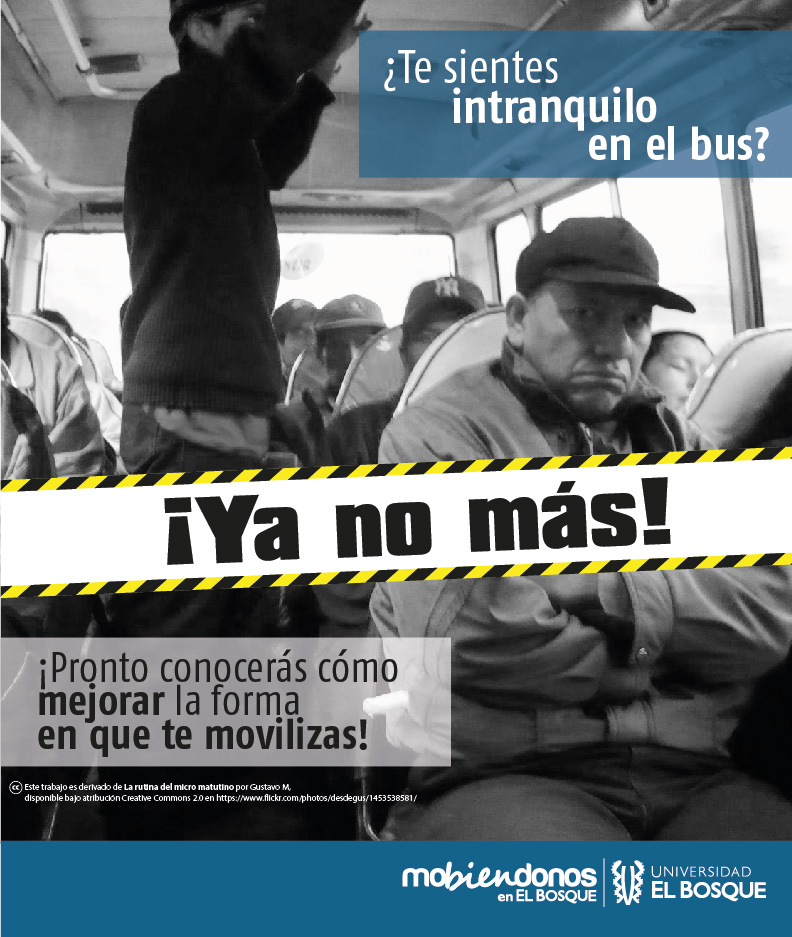 ¿Te sientes
intranquilo
en el bus?
¡Ya no más!
¡Pronto conocerás cómo
mejorar la forma
en que te movilizas!
cc Este trabajo es derivado de La rutina del micro matutino por Gustavo M,
disponible bajo atribución Creative Commons 2.0 en https://www.flickr.com/photos/desdegus/1453538581/
mobiendonos
en EL BOSQUE
UNIVERSIDAD
EL BOSQUE